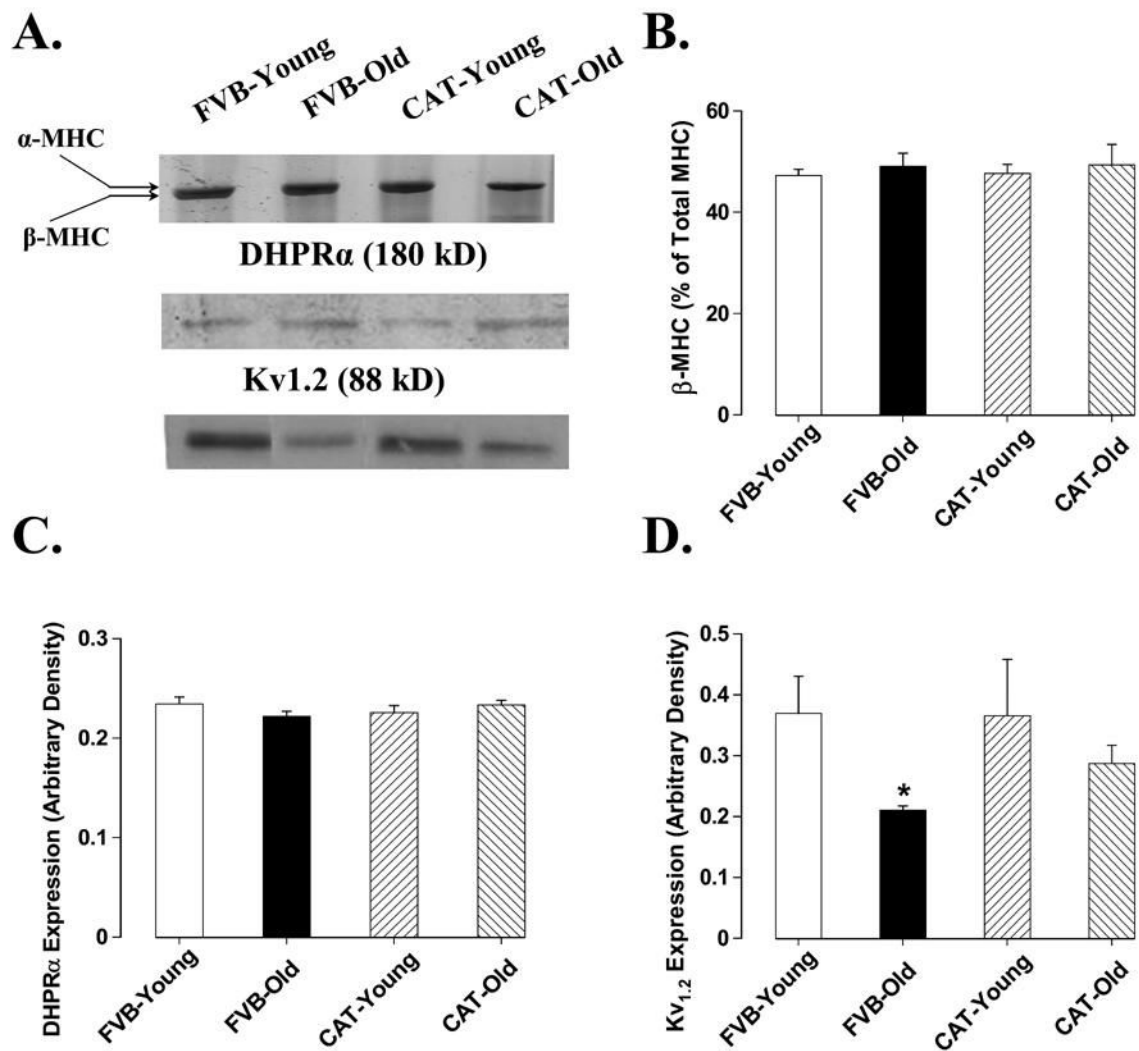 A.
FVB-Young
FVB-Old
CAT-Young
CAT-Old
α-MHC
β-MHC
DHPRα (180 kD)
Kv1.2 (88 kD)
B.
β-MHC (% of Total MHC)
60
40
20
0
FVB-Young
FVB-Old
CAT-Young
CAT-Old
C.
DHPRα Expression (Arbitrary Density)
0.3
0.2
0.1
0
FVB-Young
FVB-Old
CAT-Young
CAT-Old
D.
Kv1.2 Expression (Arbitrary Density)
0.5
0.4
0.3
0.2
0.1
0
*
FVB-Young
FVB-Old
CAT-Young
CAT-Old